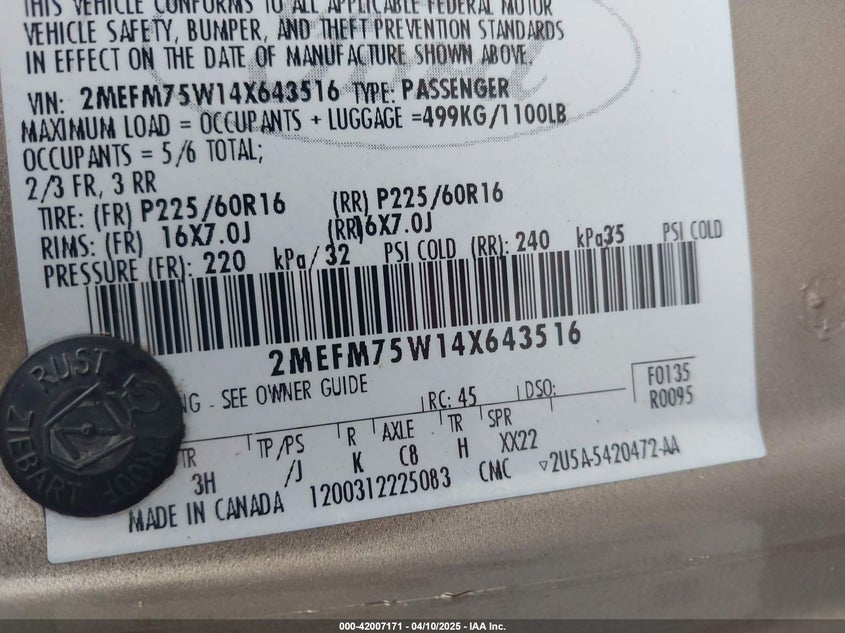 THIS VEHICLE CONFORMS TO ALL APPLICABLE FEDERAL MOTOR
VEHICLE SAFETY, BUMPER, AND THEFT PREVENTION STANDARDS
IN EFFECT ON THE DATE OF MANUFACTURE SHOWN ABOVE.
VIN: 2MEFM75W14X643516 TYPE: PASSENGER
MAXIMUM LOAD = OCCUPANTS + LUGGAGE =499KG/1100LB
OCCUPANTS = 5/6 TOTAL;
2/3 FR, 3 RR
TIRE: (FR) P225/60R16 (RR) P225/60R16
RIMS: (FR) 16X7.0J (RR)16X7.0J
PRESSURE (FR): 220 kPa/ 32 PSI COLD (RR): 240 kPa35 PSI COLD
2MEFM75W14X643516
NG - SEE OWNER GUIDE
RC: 45 DSO:
F0135
R0095
TR TP/PS R AXLE TR SPR
3H /J K C8 H XX22
MADE IN CANADA 1200312225083 CMC 2U5A-5420472-AA
RUST PROOF
ZIEBART
000-42007171 | 04/10/2025 — IAA Inc.